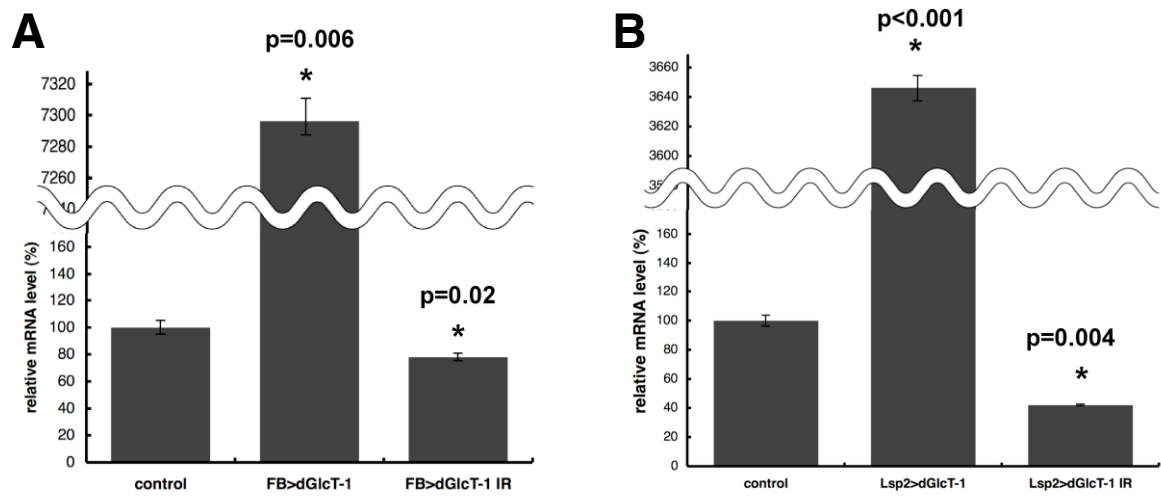 A
p=0.006
*
7320
7300
7280
7260
160
140
120
100
80
60
40
20
0
relative mRNA level (%)
p=0.02
*
control
FB>dGlcT-1
FB>dGlcT-1 IR
B
p<0.001
*
3660
3640
3620
3600
160
140
120
100
80
60
40
20
0
relative mRNA level (%)
p=0.004
*
control
Lsp2>dGlcT-1
Lsp2>dGlcT-1 IR